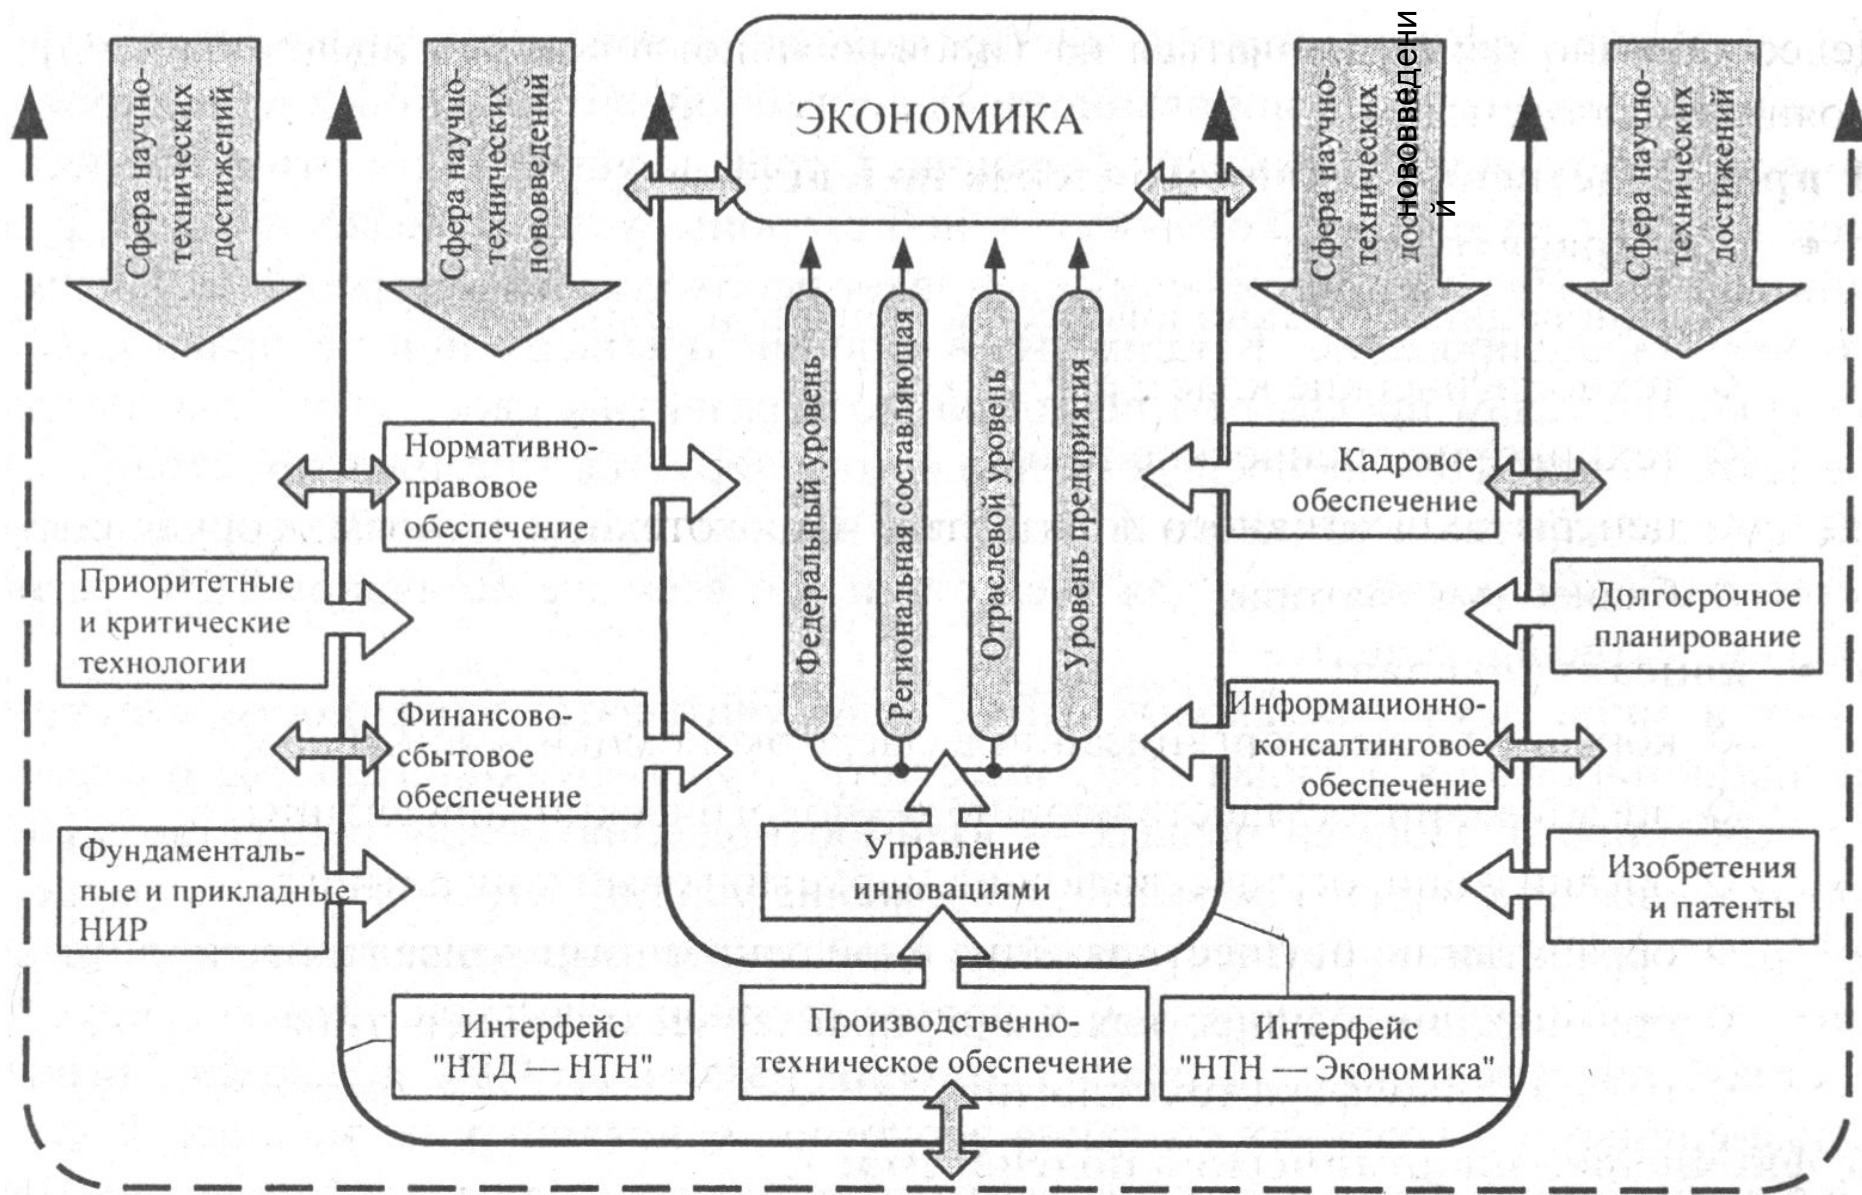 Сфера научно-
технических
достижений
Сфера научно-
технических
нововведений
ЭКОНОМИКА
Сфера научно-
технических
нововведени
й
Сфера научно-
технических
достижений
Федеральный уровень
Региональная составляющая
Отраслевой уровень
Уровень предприятия
Нормативно-
правовое
обеспечение
Кадровое
обеспечение
Приоритетные
и критические
технологии
Долгосрочное
планирование
Финансово-
сбытовое
обеспечение
Информационно-
консалтинговое
обеспечение
Фундаменталь-
ные и прикладные
НИР
Управление
инновациями
Изобретения
и патенты
Интерфейс
"НТД — НТН"
Производственно-
техническое обеспечение
Интерфейс
"НТН — Экономика"